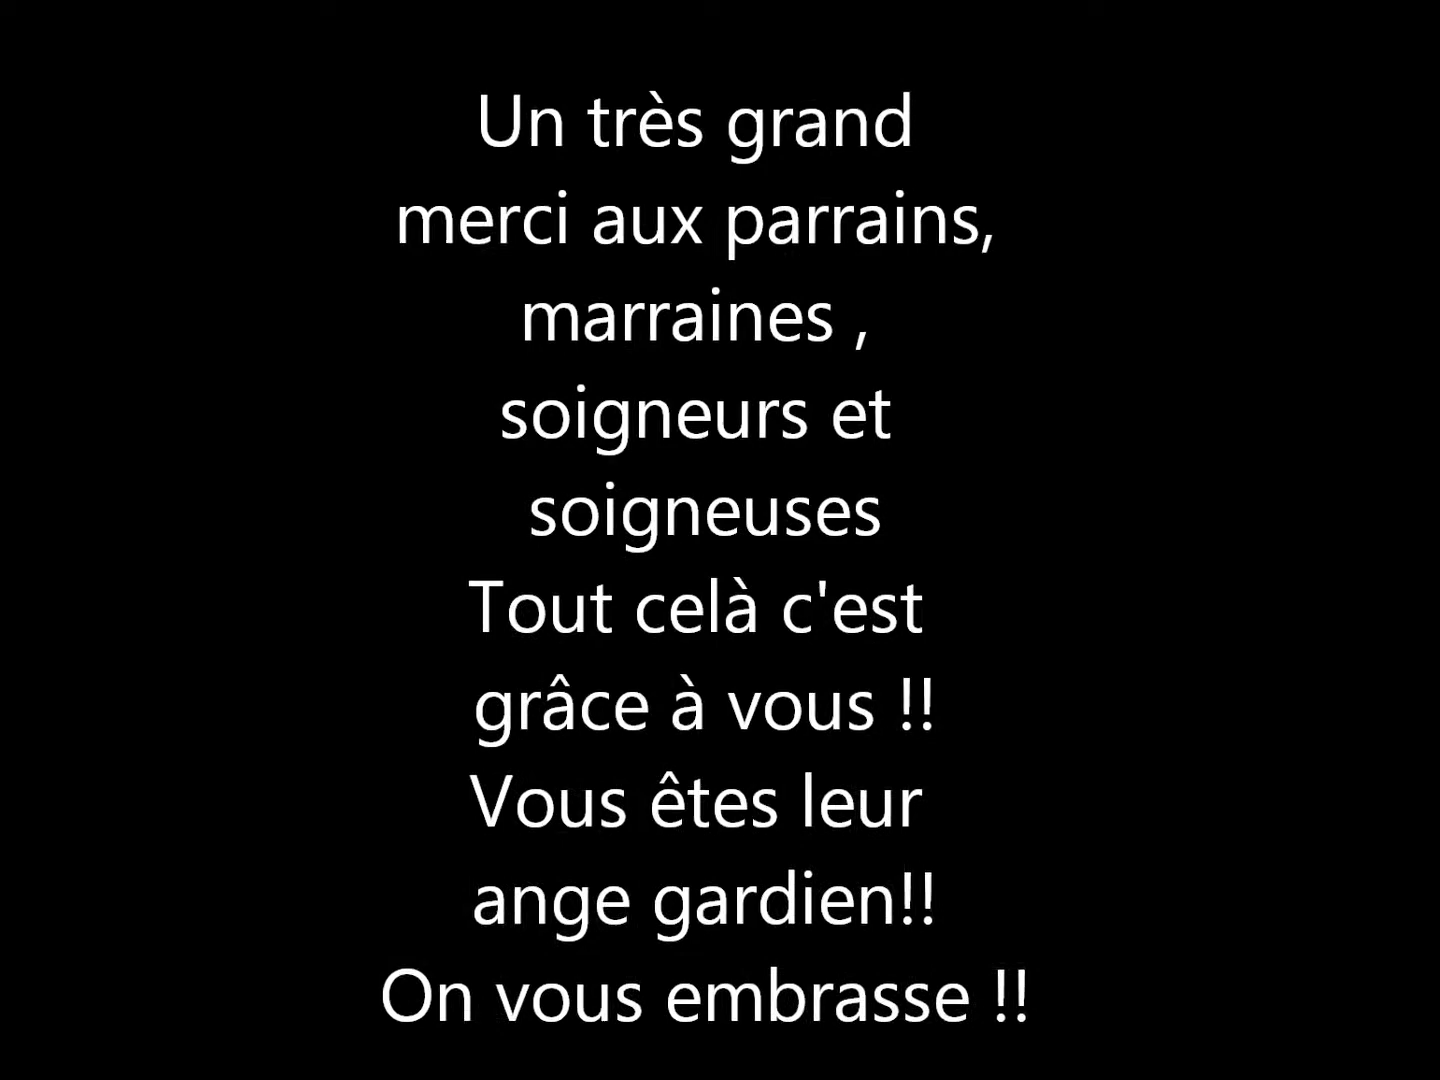 Un très grand
merci aux parrains,
marraines ,
soigneurs et
soigneuses
Tout celà c'est
grâce à vous !!
Vous êtes leur
ange gardien!!
On vous embrasse !!